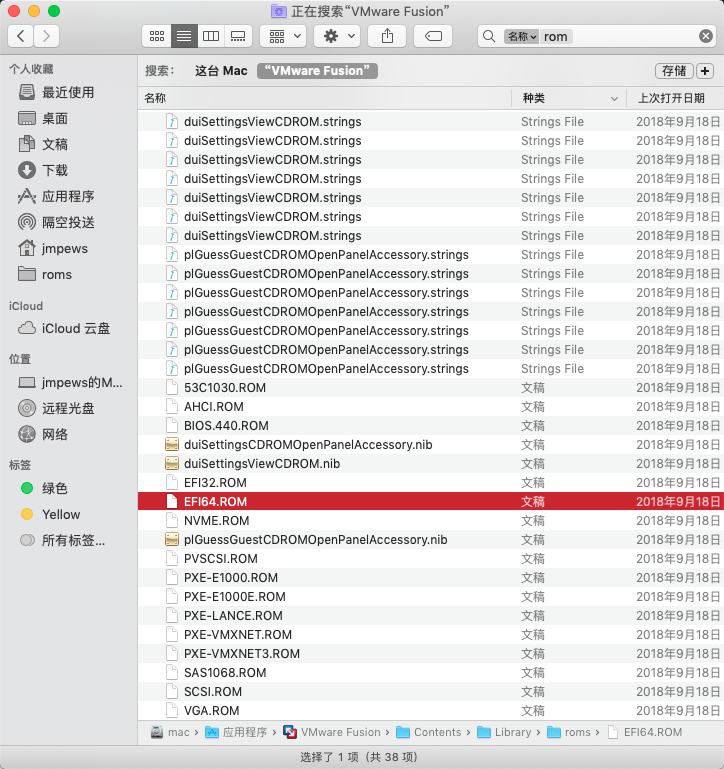 正在搜索“VMware Fusion”
名称 rom
个人收藏
最近使用
桌面
文稿
下载
应用程序
隔空投送
jmpews
roms
iCloud
iCloud 云盘
位置
jmpews的M...
远程光盘
网络
标签
绿色
Yellow
所有标签...
搜索： 这台 Mac “VMware Fusion” 存储
名称 种类 上次打开日期
duiSettingsViewCDROM.strings Strings File 2018年9月18日
duiSettingsViewCDROM.strings Strings File 2018年9月18日
duiSettingsViewCDROM.strings Strings File 2018年9月18日
duiSettingsViewCDROM.strings Strings File 2018年9月18日
duiSettingsViewCDROM.strings Strings File 2018年9月18日
duiSettingsViewCDROM.strings Strings File 2018年9月18日
duiSettingsViewCDROM.strings Strings File 2018年9月18日
plGuessGuestCDROMOpenPanelAccessory.strings Strings File 2018年9月18日
plGuessGuestCDROMOpenPanelAccessory.strings Strings File 2018年9月18日
plGuessGuestCDROMOpenPanelAccessory.strings Strings File 2018年9月18日
plGuessGuestCDROMOpenPanelAccessory.strings Strings File 2018年9月18日
plGuessGuestCDROMOpenPanelAccessory.strings Strings File 2018年9月18日
plGuessGuestCDROMOpenPanelAccessory.strings Strings File 2018年9月18日
plGuessGuestCDROMOpenPanelAccessory.strings Strings File 2018年9月18日
53C1030.ROM 文稿 2018年9月18日
AHCI.ROM 文稿 2018年9月18日
BIOS.440.ROM 文稿 2018年9月18日
duiSettingsCDROMOpenPanelAccessory.nib 文稿 2018年9月18日
duiSettingsViewCDROM.nib 文稿 2018年9月18日
EFI32.ROM 文稿 2018年9月18日
EFI64.ROM 文稿 2018年9月18日
NVME.ROM 文稿 2018年9月18日
plGuessGuestCDROMOpenPanelAccessory.nib 文稿 2018年9月18日
PVSCSI.ROM 文稿 2018年9月18日
PXE-E1000.ROM 文稿 2018年9月18日
PXE-E1000E.ROM 文稿 2018年9月18日
PXE-LANCE.ROM 文稿 2018年9月18日
PXE-VMXNET.ROM 文稿 2018年9月18日
PXE-VMXNET3.ROM 文稿 2018年9月18日
SAS1068.ROM 文稿 2018年9月18日
SCSI.ROM 文稿 2018年9月18日
VGA.ROM 文稿 2018年9月18日
mac › 应用程序 › VMware Fusion › Contents › Library › roms › EFI64.ROM
选择了 1 项（共 38 项）